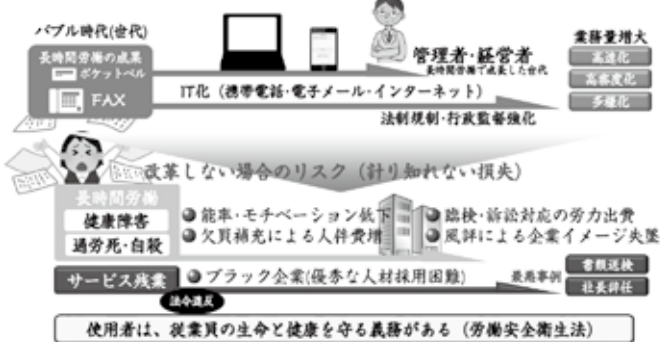 バブル時代(世代)
長時間労働の成果
ポケットベル
FAX
管理者・経営者
長時間労働で成長した世代
IT化（携帯電話・電子メール・インターネット）
法制規制・行政監督強化
業務量増大
高速化
高密度化
多様化
改革しない場合のリスク（計り知れない損失）
長時間労働
健康障害
過労死・自殺
能率・モチベーション低下
欠員補充による人件費増
臨検・訴訟対応の労力出費
風評による企業イメージ失墜
サービス残業
ブラック企業(優秀な人材採用困難)
最悪事例
書類送検
社長辞任
法令違反
使用者は、従業員の生命と健康を守る義務がある（労働安全衛生法）